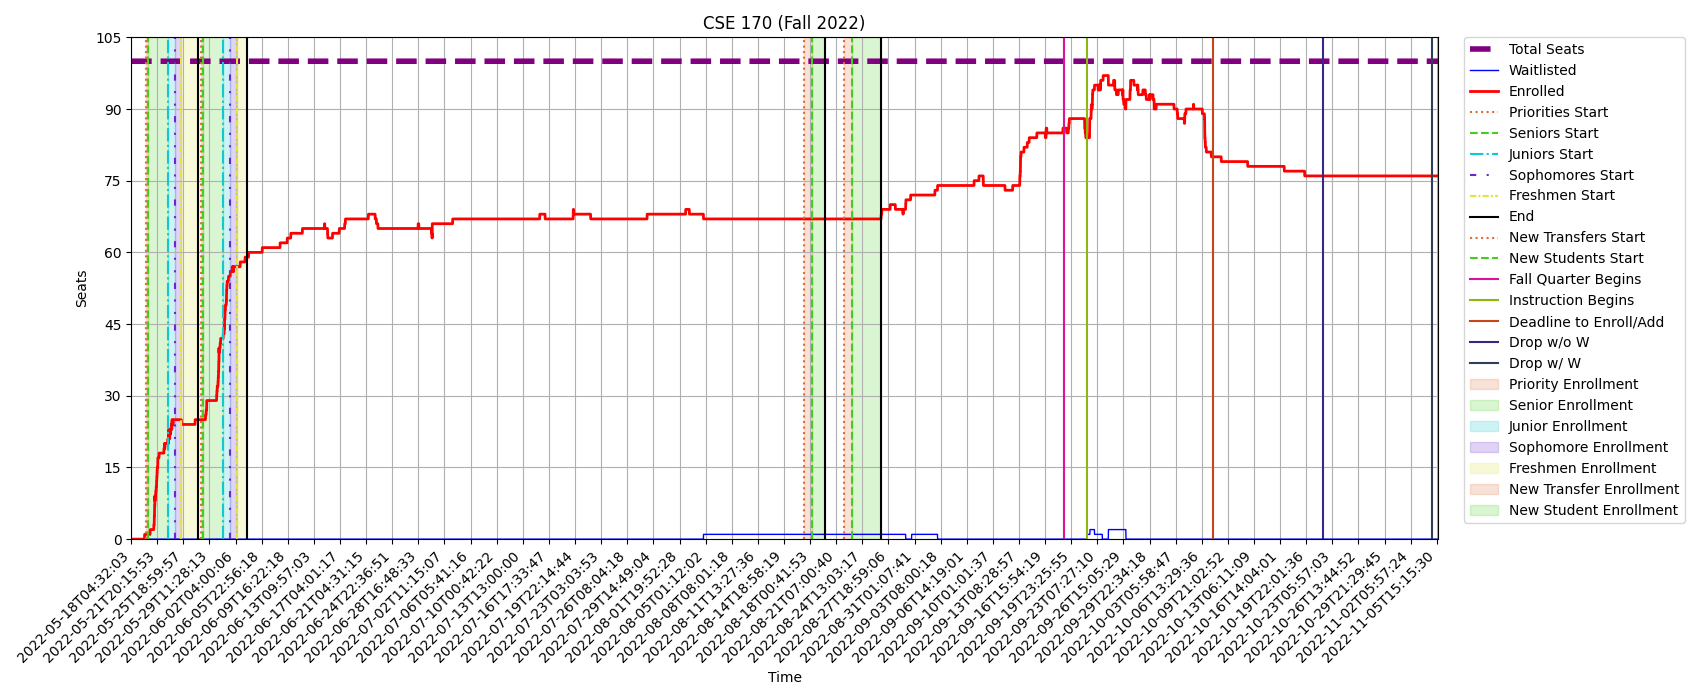 CSE 170 (Fall 2022)
105
90
75
60
45
30
15
0
Seats
2022-05-18T04:32:03
2022-05-21T20:15:53
2022-05-25T18:59:57
2022-05-29T11:28:13
2022-06-02T04:00:06
2022-06-05T22:56:18
2022-06-09T16:22:18
2022-06-13T09:57:03
2022-06-17T04:01:17
2022-06-21T04:31:15
2022-06-24T22:36:51
2022-06-28T16:48:33
2022-07-02T11:15:07
2022-07-06T05:41:16
2022-07-10T00:42:22
2022-07-13T13:00:00
2022-07-16T17:33:47
2022-07-19T22:14:44
2022-07-23T03:03:53
2022-07-26T08:04:18
2022-07-29T14:49:04
2022-08-01T19:52:28
2022-08-05T01:12:02
2022-08-08T08:01:18
2022-08-11T13:27:36
2022-08-14T18:58:19
2022-08-18T00:41:53
2022-08-21T07:00:40
2022-08-24T13:03:17
2022-08-27T18:59:06
2022-08-31T01:07:41
2022-09-03T08:00:18
2022-09-06T14:19:01
2022-09-10T01:01:37
2022-09-13T08:28:57
2022-09-16T15:54:19
2022-09-19T23:25:55
2022-09-23T07:27:10
2022-09-26T15:05:29
2022-09-29T22:34:18
2022-10-03T05:58:47
2022-10-06T13:29:36
2022-10-09T21:02:52
2022-10-13T06:11:09
2022-10-16T14:04:01
2022-10-19T22:01:36
2022-10-23T05:57:03
2022-10-26T13:44:52
2022-10-29T21:29:45
2022-11-02T05:57:24
2022-11-05T15:15:30
Time
Total Seats
Waitlisted
Enrolled
Priorities Start
Seniors Start
Juniors Start
Sophomores Start
Freshmen Start
End
New Transfers Start
New Students Start
Fall Quarter Begins
Instruction Begins
Deadline to Enroll/Add
Drop w/o W
Drop w/ W
Priority Enrollment
Senior Enrollment
Junior Enrollment
Sophomore Enrollment
Freshmen Enrollment
New Transfer Enrollment
New Student Enrollment